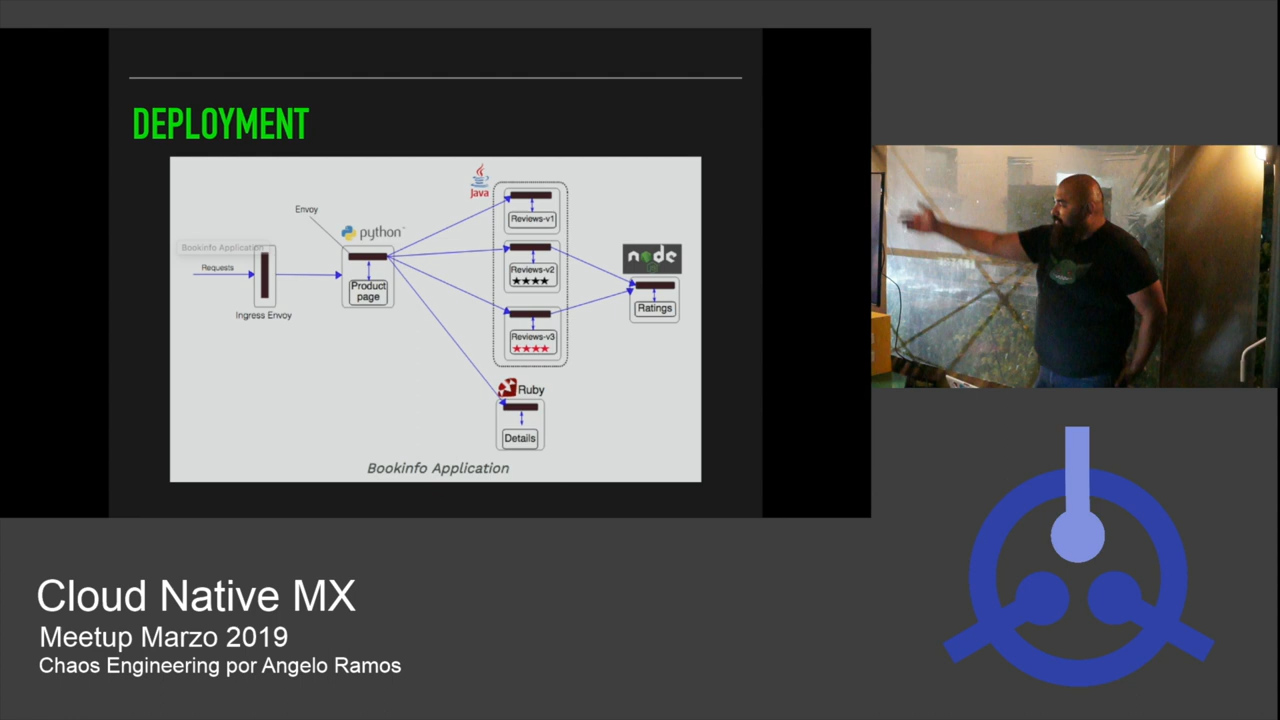 DEPLOYMENT
Java
Envoy
python
Reviews-v1
Bookinfo Application
Requests
Product
page
Reviews-v2
node
Ratings
Ingress Envoy
Reviews-v3
Ruby
Details
Bookinfo Application
Cloud Native MX
Meetup Marzo 2019
Chaos Engineering por Angelo Ramos